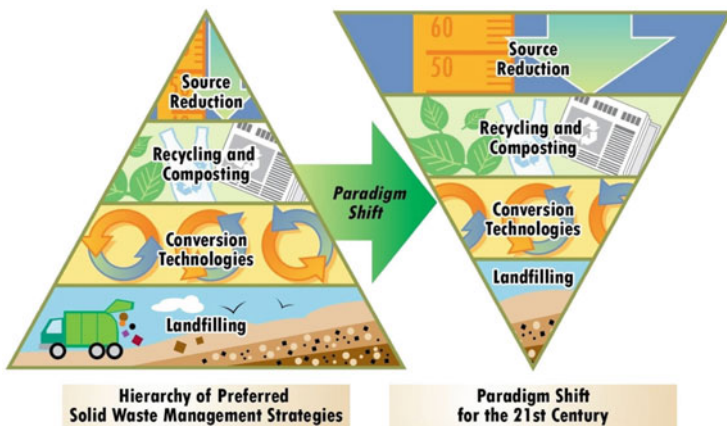 Source
Reduction
Recycling and
Composting
Conversion
Technologies
Landfilling
Hierarchy of Preferred
Solid Waste Management Strategies
Paradigm
Shift
60
50
Source
Reduction
Recycling and
Composting
Conversion
Technologies
Landfilling
Paradigm Shift
for the 21st Century